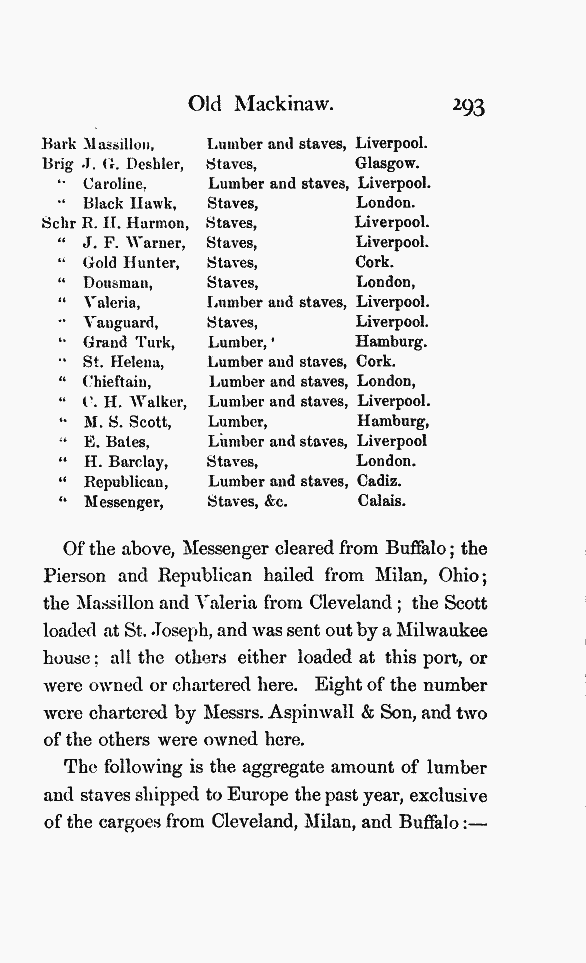 Old Mackinaw. 293
Bark Massillon, Lumber and staves, Liverpool.
Brig J. G. Deshler, Staves, Glasgow.
“ Caroline, Lumber and staves, Liverpool.
“ Black Hawk, Staves, London.
Schr R. H. Harmon, Staves, Liverpool.
“ J. F. Warner, Staves, Liverpool.
“ Gold Hunter, Staves, Cork.
“ Dousman, Staves, London,
“ Valeria, Lumber and staves, Liverpool.
“ Vanguard, Staves, Liverpool.
“ Grand Turk, Lumber, Hamburg.
“ St. Helena, Lumber and staves, Cork.
“ Chieftain, Lumber and staves, London,
“ C. H. Walker, Lumber and staves, Liverpool.
“ M. S. Scott, Lumber, Hamburg,
“ E. Bates, Lumber and staves, Liverpool
“ H. Barclay, Staves, London.
“ Republican, Lumber and staves, Cadiz.
“ Messenger, Staves, &c. Calais.
Of the above, Messenger cleared from Buffalo; the
Pierson and Republican hailed from Milan, Ohio;
the Massillon and Valeria from Cleveland; the Scott
loaded at St. Joseph, and was sent out by a Milwaukee
house; all the others either loaded at this port, or
were owned or chartered here. Eight of the number
were chartered by Messrs. Aspinwall & Son, and two
of the others were owned here.
The following is the aggregate amount of lumber
and staves shipped to Europe the past year, exclusive
of the cargoes from Cleveland, Milan, and Buffalo:—